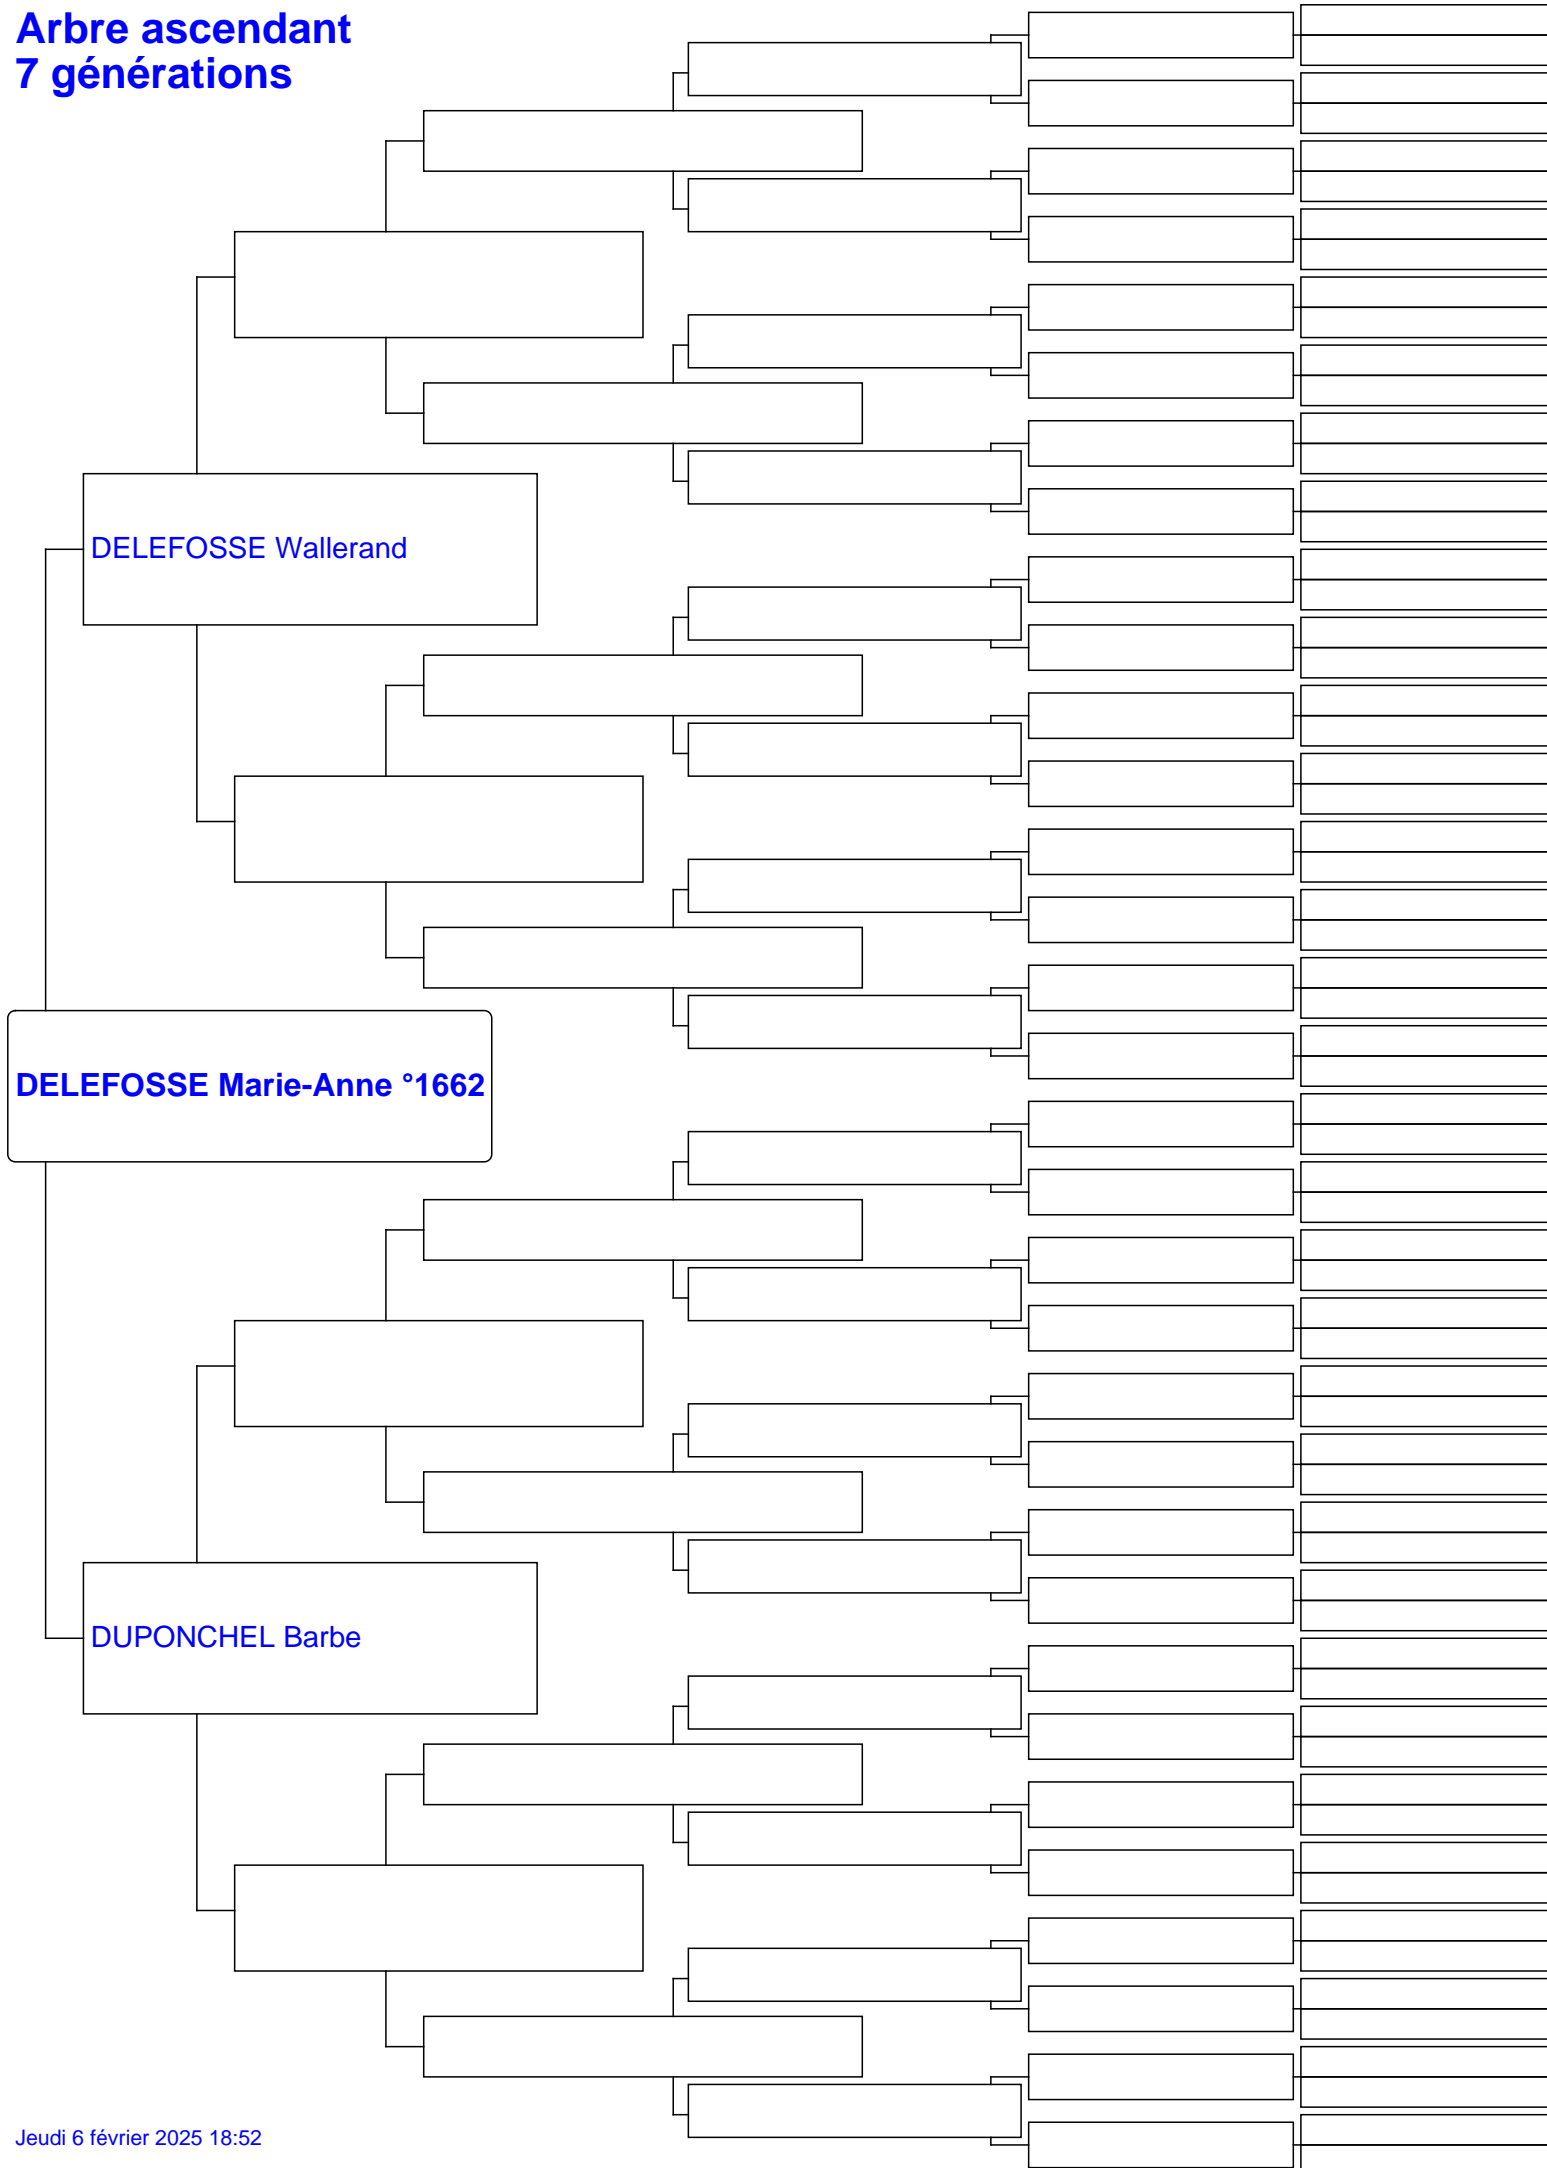 Arbre ascendant
7 générations
DELEFOSSE Wallerand
DELEFOSSE Marie-Anne °1662
DUPONCHEL Barbe
Jeudi 6 février 2025 18:52